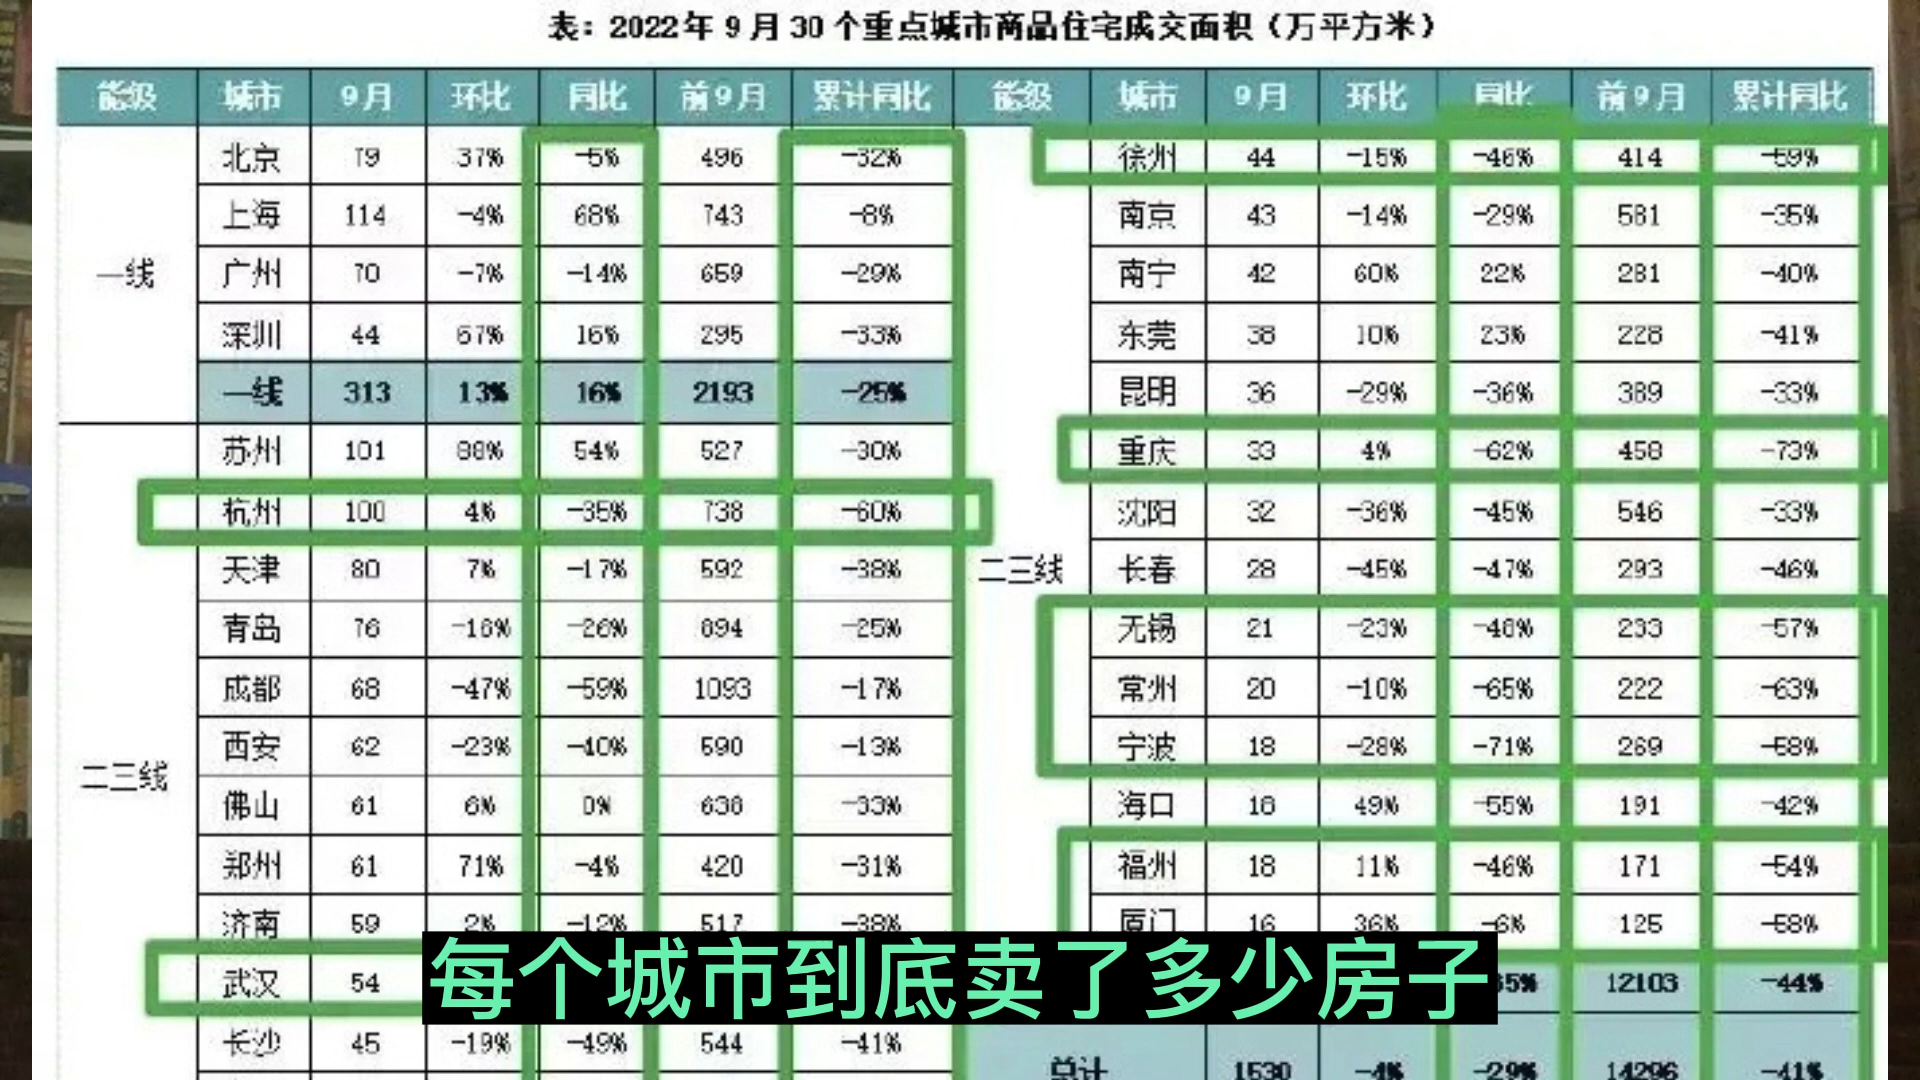 表：2022年9月30个重点城市商品住宅成交面积（万平方米）
能级 城市 9月 环比 同比 前9月 累计同比 能级 城市 9月 环比 同比 前9月 累计同比
北京 79 37% -5% 496 -32% 徐州 44 -15% -46% 414 -59%
上海 114 -4% 68% 743 -8% 南京 43 -14% -29% 581 -35%
一线 广州 70 -7% -14% 659 -29% 南宁 42 60% 22% 281 -40%
深圳 44 67% 16% 295 -33% 东莞 38 10% 23% 228 -41%
一线 313 13% 16% 2193 -25% 昆明 36 -29% -36% 389 -33%
苏州 101 88% 54% 527 -30% 重庆 33 4% -62% 458 -73%
杭州 100 4% -35% 738 -60% 沈阳 32 -36% -45% 546 -33%
天津 80 7% -17% 592 -38% 二三线 长春 28 -45% -47% 293 -46%
青岛 76 -16% -26% 894 -25% 无锡 21 -23% -48% 233 -57%
成都 68 -47% -59% 1093 -17% 常州 20 -10% -65% 222 -63%
二三线 西安 62 -23% -40% 590 -13% 宁波 18 -28% -71% 269 -58%
佛山 61 6% 0% 638 -33% 海口 18 49% -55% 191 -42%
郑州 61 71% -4% 420 -31% 福州 18 11% -46% 171 -54%
济南 59 2% -12% 517 -38% 厦门 16 36% -6% 125 -58%
武汉 54 12103 -44%
长沙 45 -19% -49% 544 -41%
总计 1530 -4% -29% 14296 -41%
每个城市到底卖了多少房子